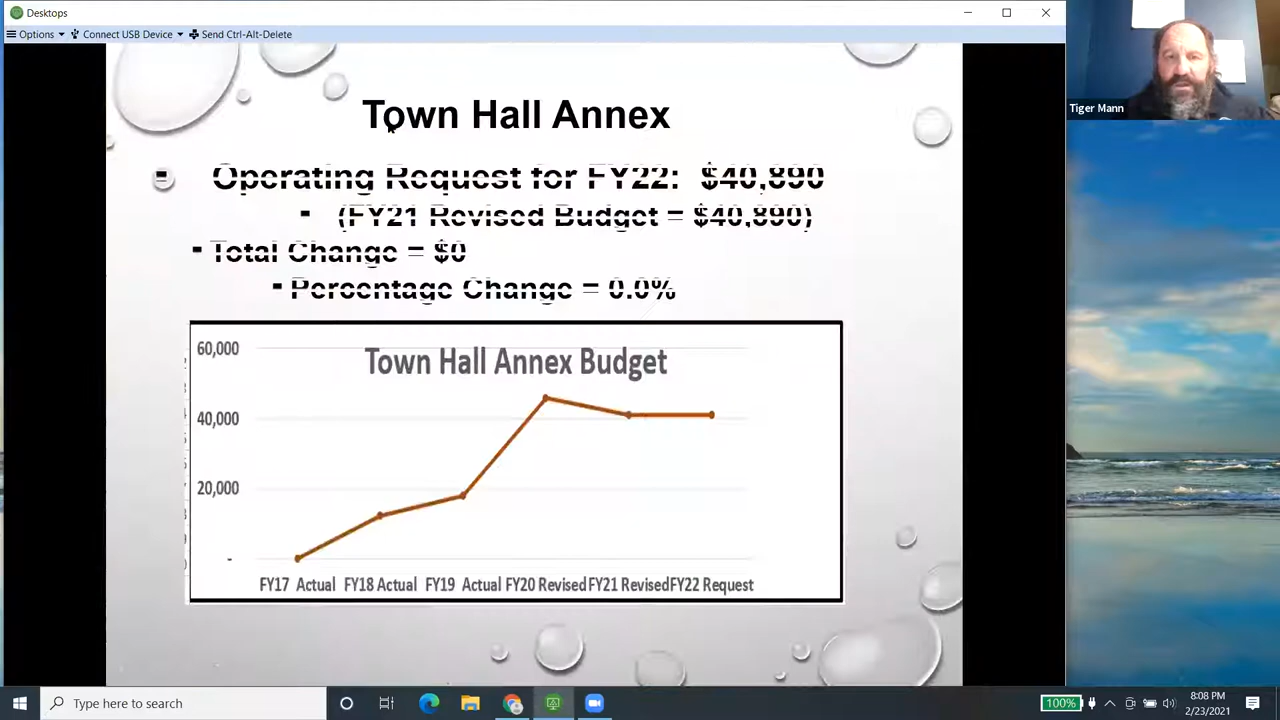 Desktops
Options Connect USB Device Send Ctrl-Alt-Delete
Tiger Mann
Town Hall Annex
Operating Request for FY22: $40,890
(FY21 Revised Budget = $40,890)
Total Change = $0
Percentage Change = 0.0%
Town Hall Annex Budget
60,000
40,000
20,000
-
FY17 Actual FY18 Actual FY19 Actual FY20 Revised FY21 Revised FY22 Request
Type here to search
100%
8:08 PM
2/23/2021